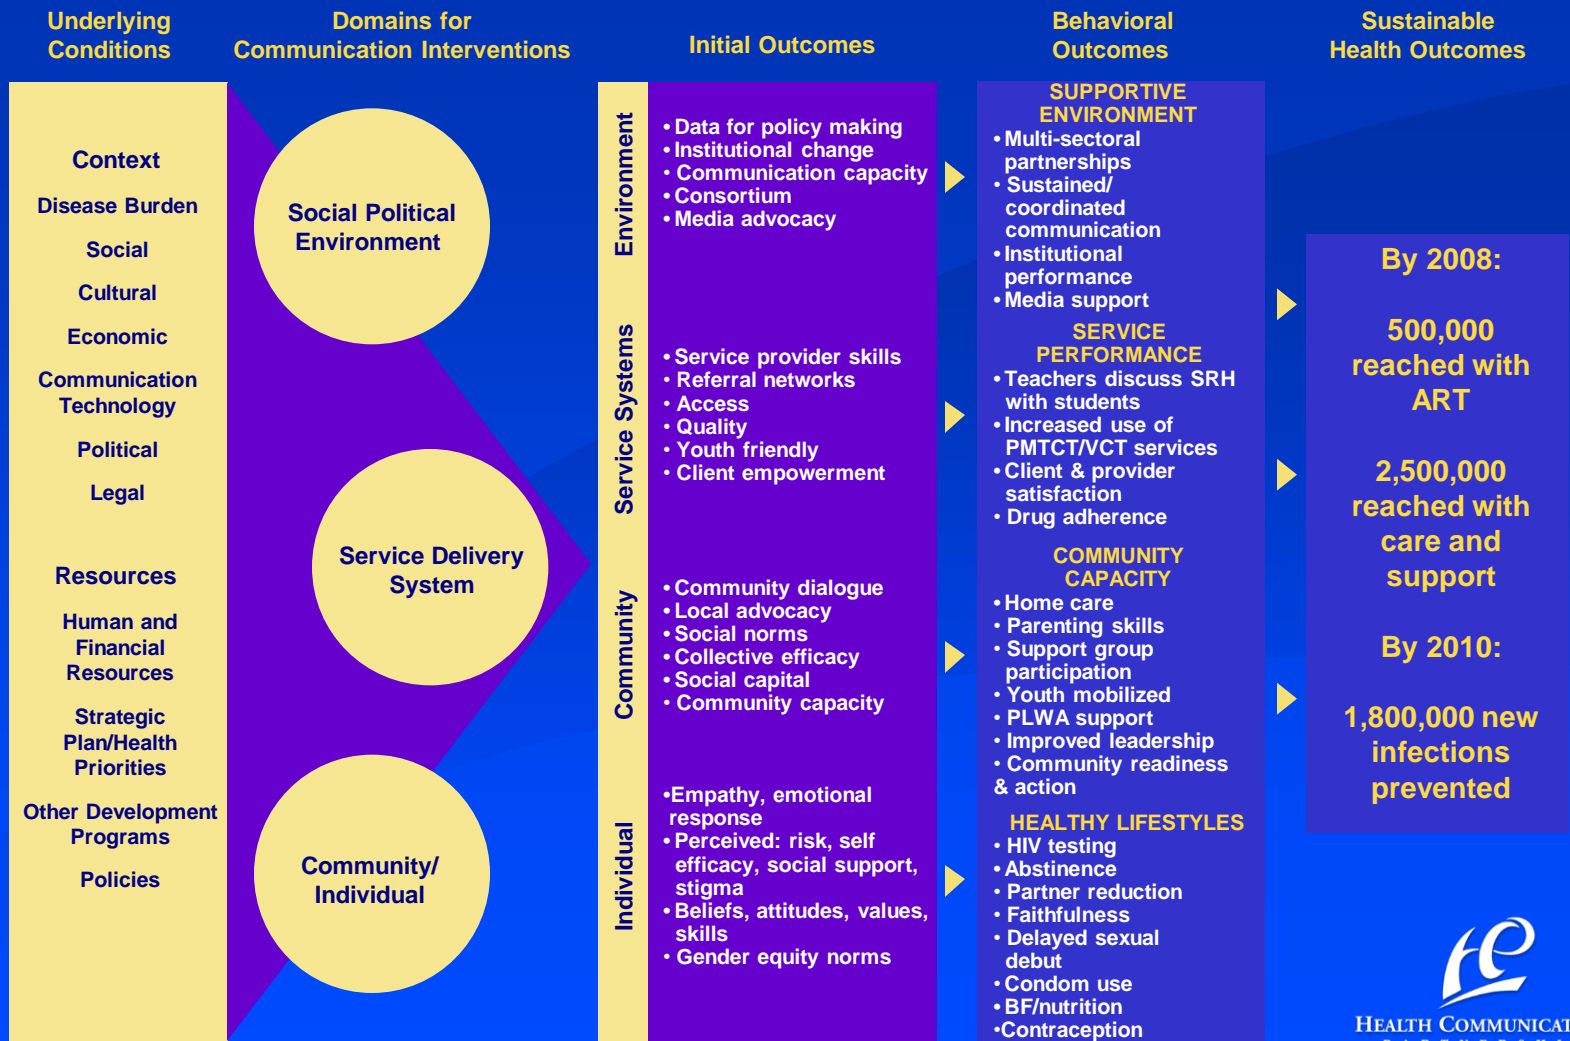 Underlying
Conditions
Domains for
Communication Interventions
Initial Outcomes
Behavioral
Outcomes
Sustainable
Health Outcomes
Context
Disease Burden
Social
Cultural
Economic
Communication
Technology
Political
Legal
Resources
Human and
Financial
Resources
Strategic
Plan/Health
Priorities
Other Development
Programs
Policies
Social Political
Environment
Service Delivery
System
Community/
Individual
Environment
• Data for policy making
• Institutional change
• Communication capacity
• Consortium
• Media advocacy
Service Systems
• Service provider skills
• Referral networks
• Access
• Quality
• Youth friendly
• Client empowerment
Community
• Community dialogue
• Local advocacy
• Social norms
• Collective efficacy
• Social capital
• Community capacity
Individual
• Empathy, emotional
response
• Perceived: risk, self
efficacy, social support,
stigma
• Beliefs, attitudes, values,
skills
• Gender equity norms
SUPPORTIVE
ENVIRONMENT
• Multi-sectoral
partnerships
• Sustained/
coordinated
communication
• Institutional
performance
• Media support
SERVICE
PERFORMANCE
• Teachers discuss SRH
with students
• Increased use of
PMTCT/VCT services
• Client & provider
satisfaction
• Drug adherence
COMMUNITY
CAPACITY
• Home care
• Parenting skills
• Support group
participation
• Youth mobilized
• PLWA support
• Improved leadership
• Community readiness
& action
HEALTHY LIFESTYLES
• HIV testing
• Abstinence
• Partner reduction
• Faithfulness
• Delayed sexual
debut
• Condom use
• BF/nutrition
• Contraception
By 2008:
500,000
reached with
ART
2,500,000
reached with
care and
support
By 2010:
1,800,000 new
infections
prevented
HEALTH COMMUNICAT